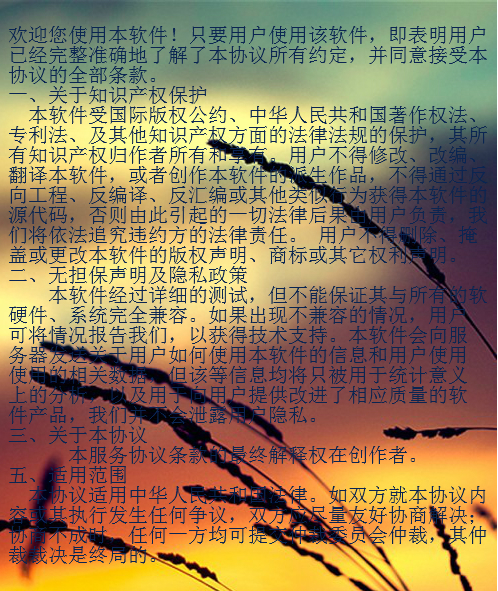 欢迎您使用本软件！只要用户使用该软件，即表明用户
已经完整准确地了解了本协议所有约定，并同意接受本
协议的全部条款。
一、关于知识产权保护
本软件受国际版权公约、中华人民共和国著作权法、
专利法、及其他知识产权方面的法律法规的保护，其所
有知识产权归作者所有和享有。用户不得修改、改编、
翻译本软件，或者创作本软件的派生作品，不得通过反
向工程、反编译、反汇编或其他类似行为获得本软件的
源代码，否则由此引起的一切法律后果由用户负责，我
们将依法追究违约方的法律责任。 用户不得删除、掩
盖或更改本软件的版权声明、商标或其它权利声明。
二、无担保声明及隐私政策
本软件经过详细的测试，但不能保证其与所有的软
硬件、系统完全兼容。如果出现不兼容的情况，用户
可将情况报告我们，以获得技术支持。本软件会向服
务器发送关于用户如何使用本软件的信息和用户使用
使用的相关数据，但该等信息均将只被用于统计意义
上的分析，以及用于向用户提供改进了相应质量的软
件产品，我们并不会泄露用户隐私。
三、关于本协议
本服务协议条款的最终解释权在创作者。
五、适用范围
本协议适用中华人民共和国法律。如双方就本协议内
容或其执行发生任何争议，双方应尽量友好协商解决；
协商不成时，任何一方均可提交仲裁委员会仲裁，其仲
裁裁决是终局的。